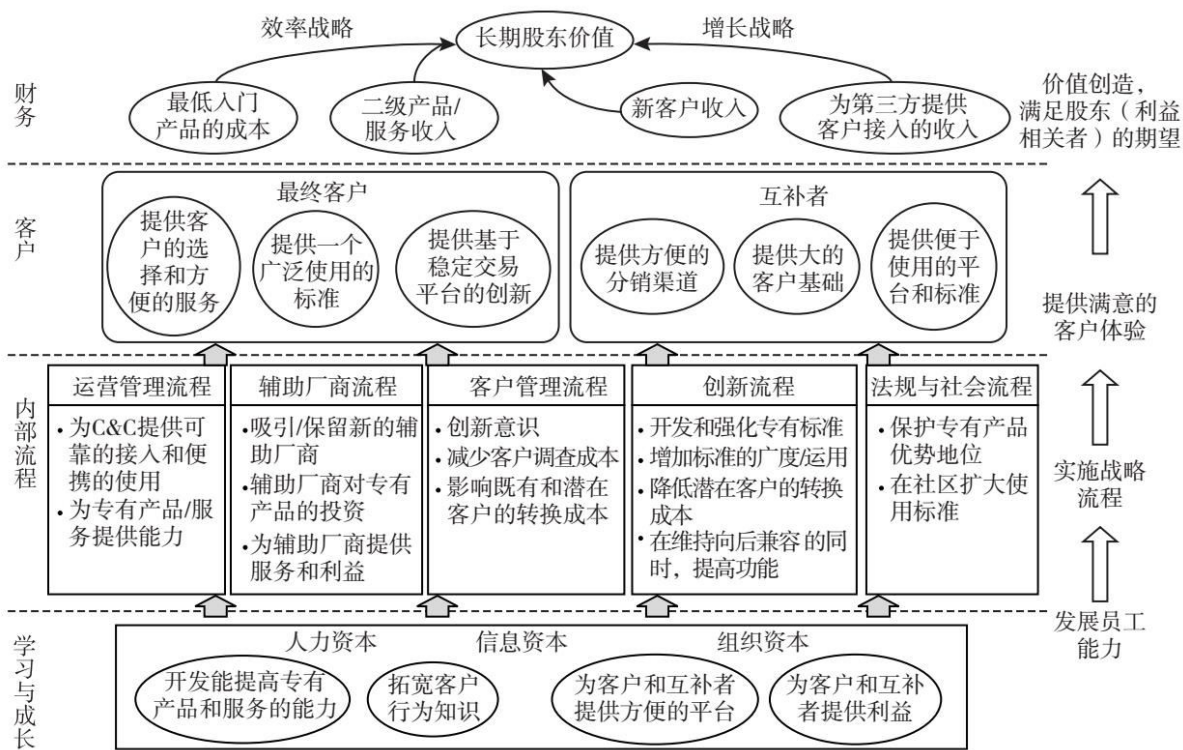 效率战略
长期股东价值
增长战略
财务
最低入门
产品的成本
二级产品/
服务收入
新客户收入
为第三方提供
客户接入的收入
价值创造，
满足股东（利益
相关者）的期望
客户
最终客户
提供客
户的选
择和方
便的服务
提供一个
广泛使用的
标准
提供基于
稳定交易
平台的创新
互补者
提供方便的
分销渠道
提供大的
客户基础
提供便于
使用的平
台和标准
提供满意的
客户体验
内部流程
运营管理流程
·为C&C提供可
靠的接入和便
携的使用
·为专有产品/服
务提供能力
辅助厂商流程
·吸引/保留新的辅
助厂商
·辅助厂商对专有
产品的投资
·为辅助厂商提供
服务和利益
客户管理流程
·创新意识
·减少客户调查成本
·影响既有和潜在
客户的转换成本
创新流程
·开发和强化专有标准
·增加标准的广度/运用
·降低潜在客户的转换
成本
·在维持向后兼容的同
时，提高功能
法规与社会流程
·保护专有产品
优势地位
·在社区扩大使
用标准
实施战略
流程
学习与成长
人力资本
信息资本
组织资本
开发能提高专有
产品和服务的能力
拓宽客户
行为知识
为客户和互补者
提供方便的平台
为客户和互补
者提供利益
发展员工
能力